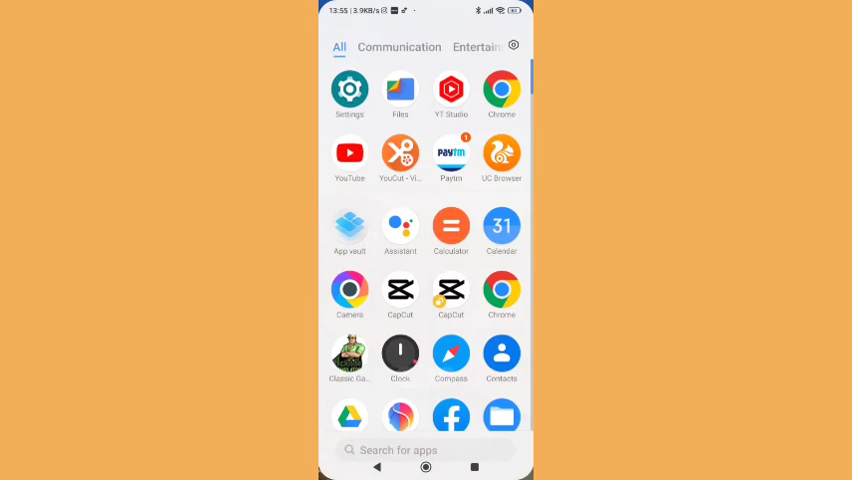 13:55 | 3.9KB/s
All Communication Entertain
Settings Files YT Studio Chrome
1
paytm
YouTube YouCut - Vi... Paytm UC Browser
31
App vault Assistant Calculator Calendar
Camera CapCut CapCut Chrome
Classic Ga... Clock Compass Contacts
Search for apps